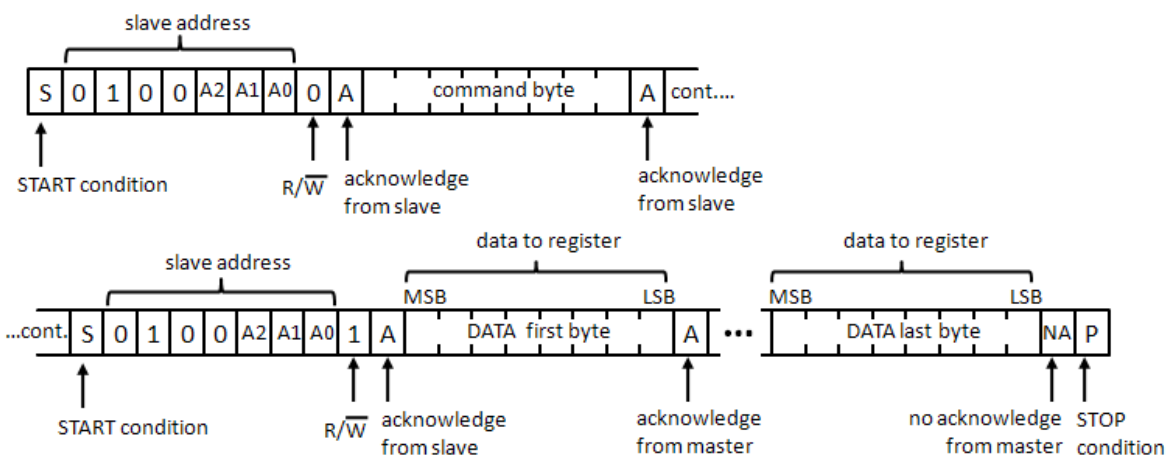 slave address
S 0 1 0 0 A2 A1 A0 0 A command byte A cont....
START condition
R/W̅
acknowledge
from slave
acknowledge
from slave
data to register
data to register
slave address
MSB LSB MSB LSB
...cont. S 0 1 0 0 A2 A1 A0 1 A DATA first byte A ••• DATA last byte NA P
START condition
R/W̅
acknowledge
from slave
acknowledge
from master
no acknowledge
from master
STOP
condition